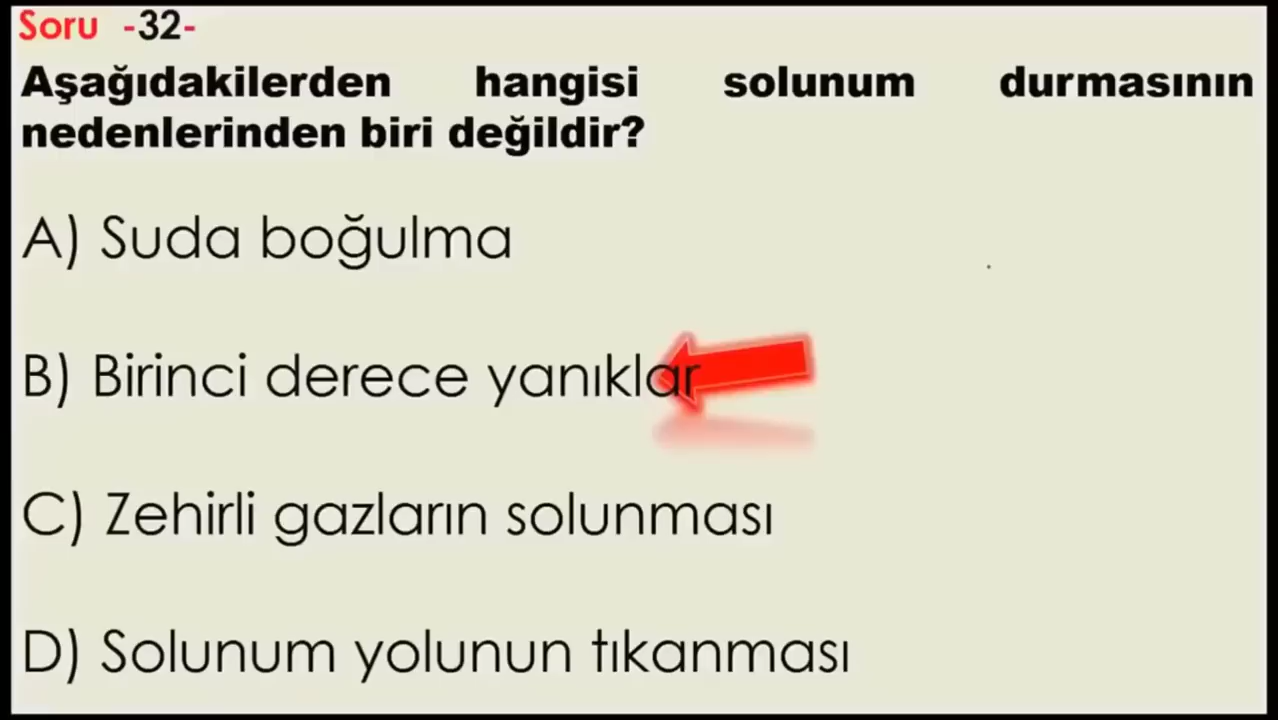 Soru -32-
Aşağıdakilerden hangisi solunum durmasının
nedenlerinden biri değildir?
A) Suda boğulma
B) Birinci derece yanıklar
C) Zehirli gazların solunması
D) Solunum yolunun tıkanması